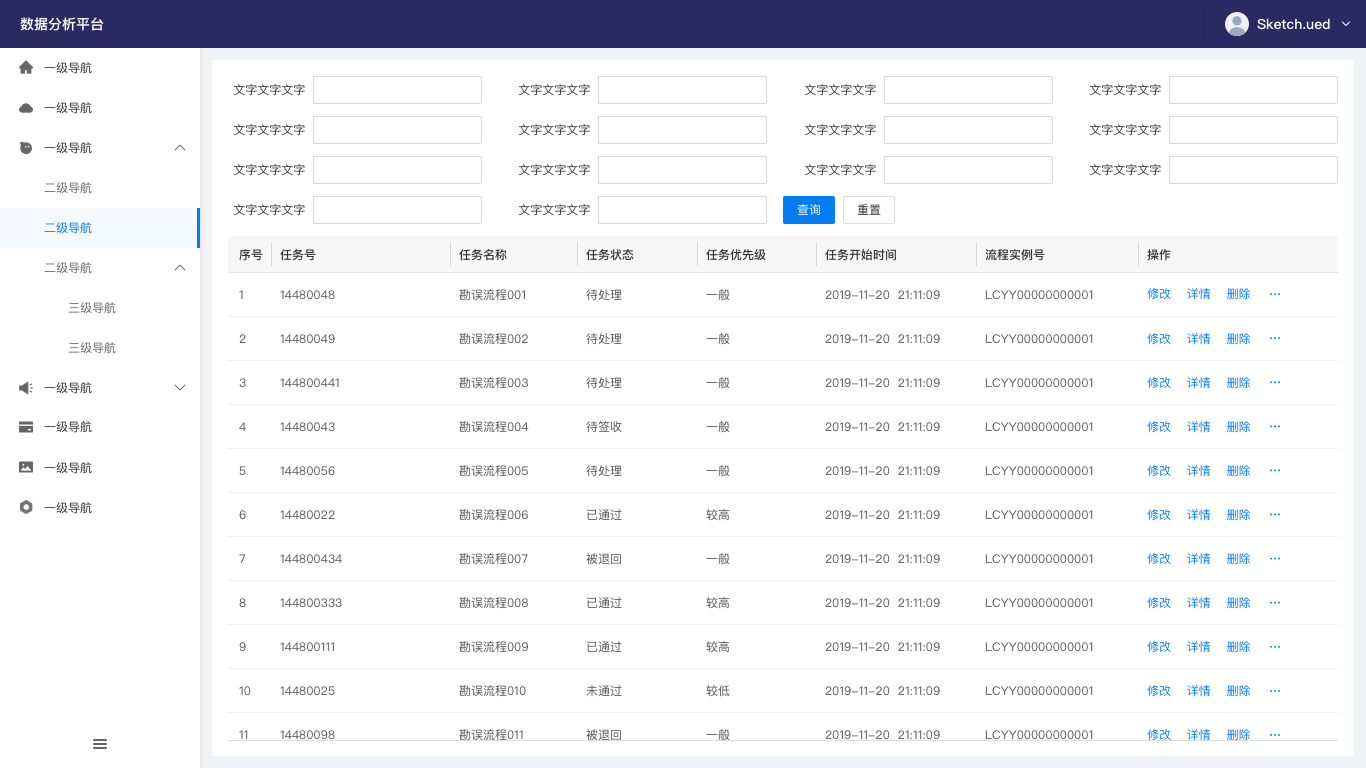 数据分析平台
Sketch.ued
一级导航
一级导航
一级导航
二级导航
二级导航
二级导航
三级导航
三级导航
一级导航
一级导航
一级导航
一级导航
文字文字文字 文字文字文字 文字文字文字 文字文字文字
文字文字文字 文字文字文字 文字文字文字 文字文字文字
文字文字文字 文字文字文字 文字文字文字 文字文字文字
文字文字文字 文字文字文字 查询 重置
序号 任务号 任务名称 任务状态 任务优先级 任务开始时间 流程实例号 操作
1 14480048 勘误流程001 待处理 一般 2019-11-20 21:11:09 LCYY00000000001 修改 详情 删除 ···
2 14480049 勘误流程002 待处理 一般 2019-11-20 21:11:09 LCYY00000000001 修改 详情 删除 ···
3 144800441 勘误流程003 待处理 一般 2019-11-20 21:11:09 LCYY00000000001 修改 详情 删除 ···
4 14480043 勘误流程004 待签收 一般 2019-11-20 21:11:09 LCYY00000000001 修改 详情 删除 ···
5 14480056 勘误流程005 待处理 一般 2019-11-20 21:11:09 LCYY00000000001 修改 详情 删除 ···
6 14480022 勘误流程006 已通过 较高 2019-11-20 21:11:09 LCYY00000000001 修改 详情 删除 ···
7 144800434 勘误流程007 被退回 一般 2019-11-20 21:11:09 LCYY00000000001 修改 详情 删除 ···
8 144800333 勘误流程008 已通过 较高 2019-11-20 21:11:09 LCYY00000000001 修改 详情 删除 ···
9 144800111 勘误流程009 已通过 较高 2019-11-20 21:11:09 LCYY00000000001 修改 详情 删除 ···
10 14480025 勘误流程010 未通过 较低 2019-11-20 21:11:09 LCYY00000000001 修改 详情 删除 ···
11 14480098 勘误流程011 被退回 一般 2019-11-20 21:11:09 LCYY00000000001 修改 详情 删除 ···